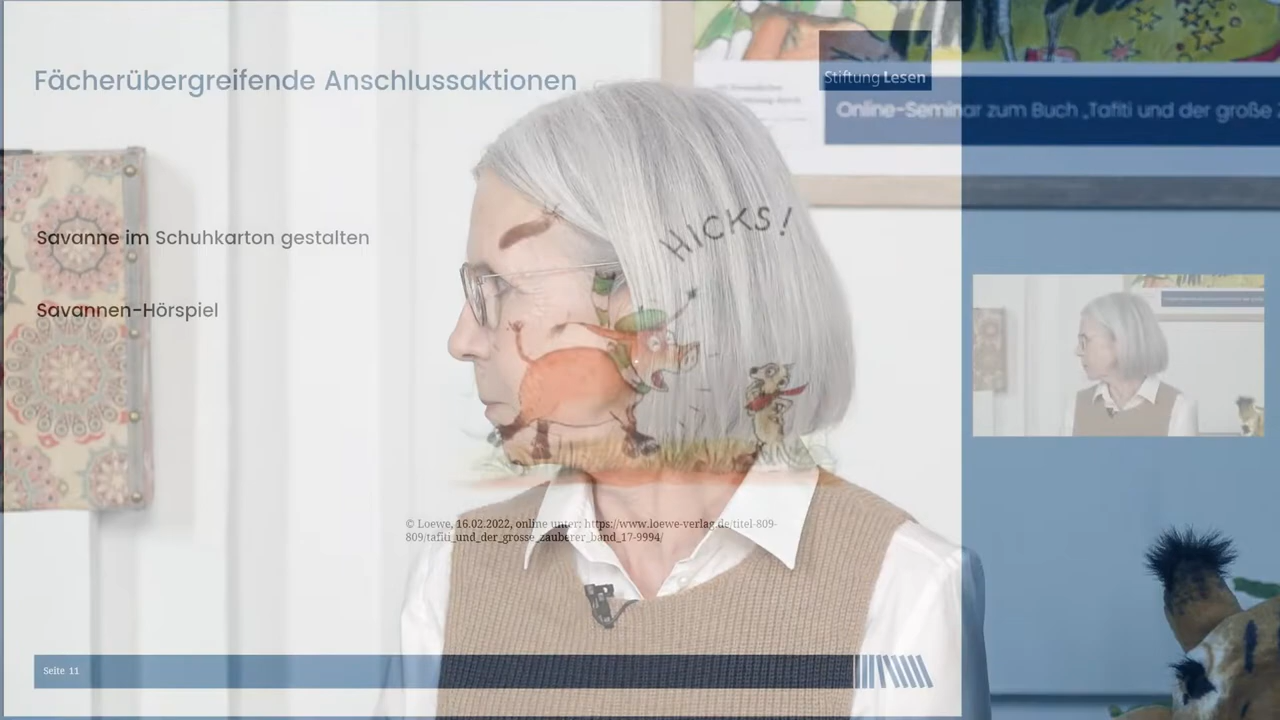 Fächerübergreifende Anschlussaktionen
Stiftung Lesen
Online-Seminar zum Buch „Tafiti und der große
Savanne im Schuhkarton gestalten
HICKS!
Savannen-Hörspiel
© Loewe, 16.02.2022, online unter: https://www.loewe-verlag.de/titel-809-
809/tafiti_und_der_grosse_zauberer_band_17-9994/
Seite 11